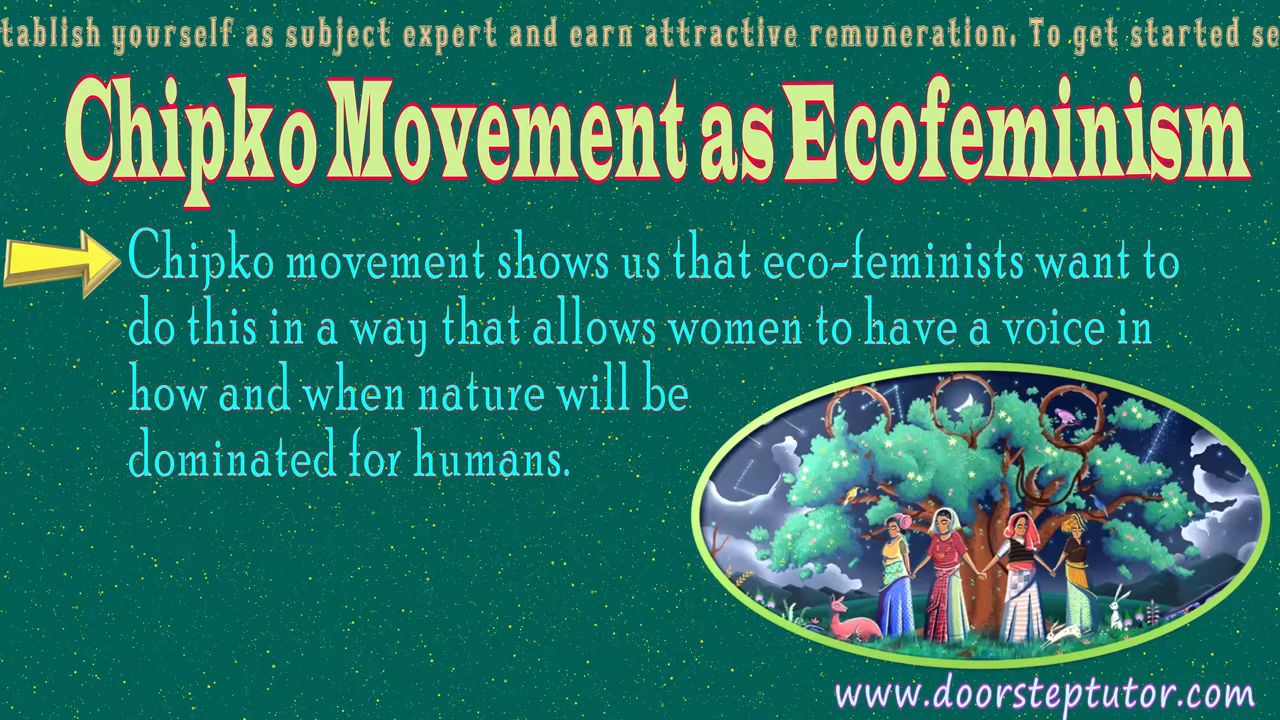 tablish yourself as subject expert and earn attractive remuneration. To get started se
Chipko Movement as Ecofeminism
Chipko movement shows us that eco-feminists want to
do this in a way that allows women to have a voice in
how and when nature will be
dominated for humans.
www.doorsteptutor.com